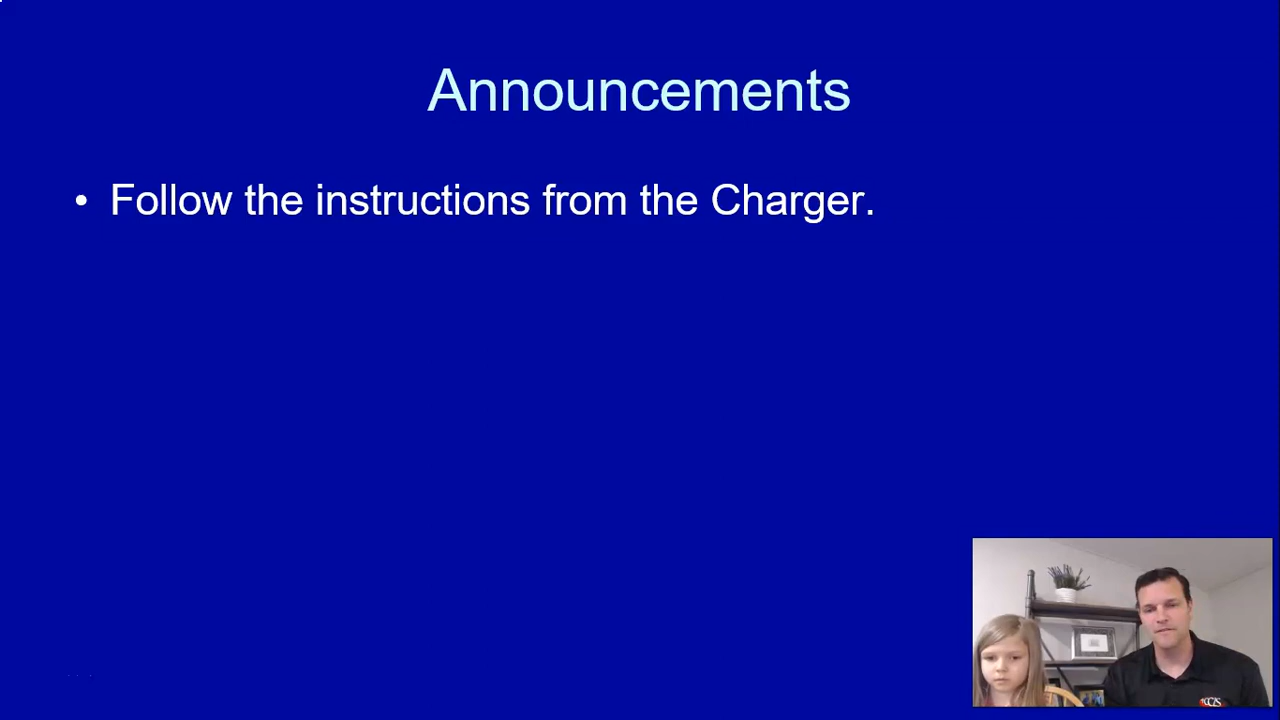 Announcements
• Follow the instructions from the Charger.